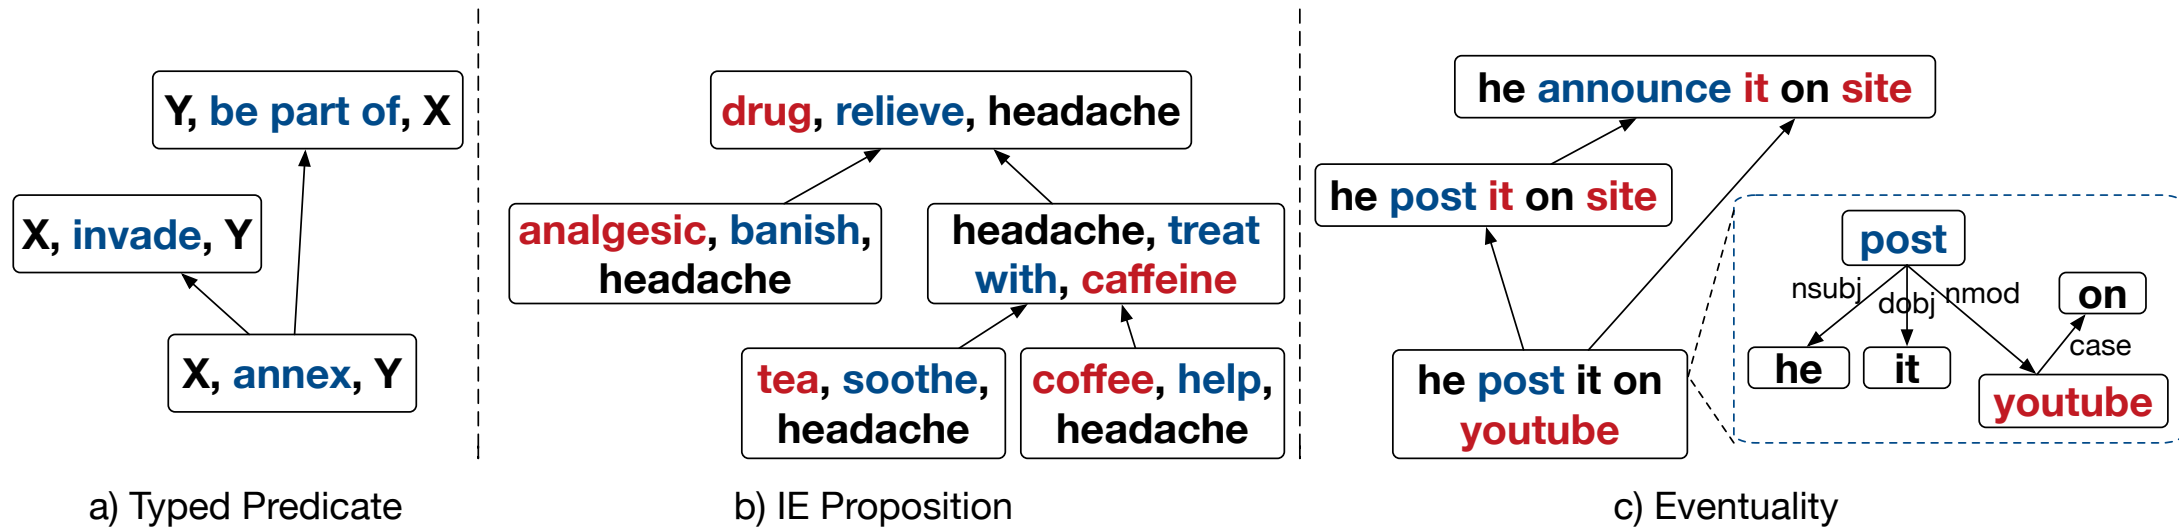 Y, be part of, X
X, invade, Y
X, annex, Y
a) Typed Predicate
drug, relieve, headache
analgesic, banish,
headache
headache, treat
with, caffeine
tea, soothe,
headache
coffee, help,
headache
b) IE Proposition
he announce it on site
he post it on site
he post it on
youtube
post
nsubj
dobj
nmod
on
case
he
it
youtube
c) Eventuality